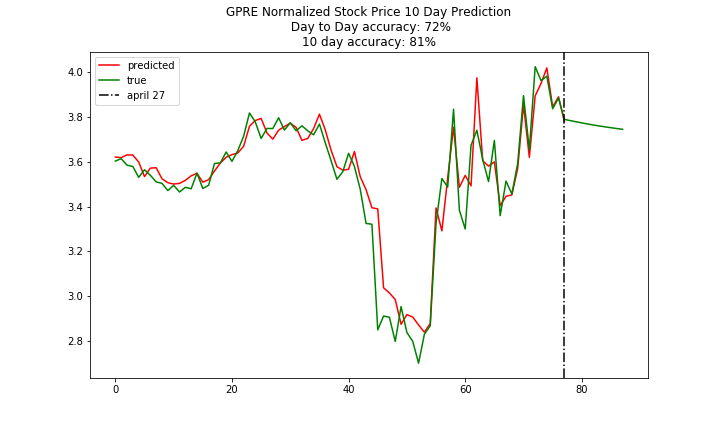 GPRE Normalized Stock Price 10 Day Prediction
Day to Day accuracy: 72%
10 day accuracy: 81%
predicted
true
april 27
4.0
3.8
3.6
3.4
3.2
3.0
2.8
0
20
40
60
80